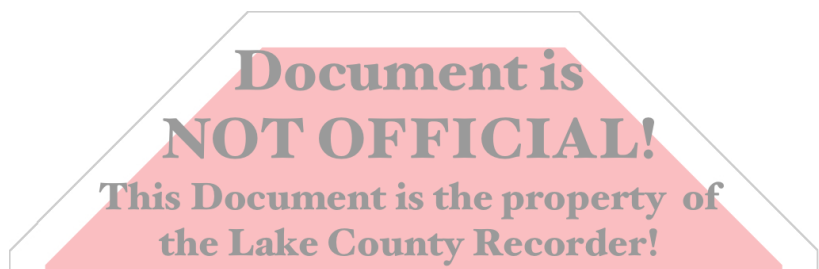 Document is
NOT OFFICIAL!
This Document is the property of
the Lake County Recorder!